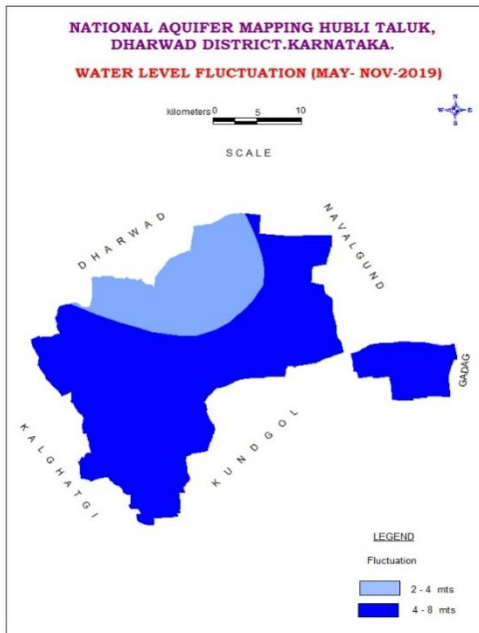 NATIONAL AQUIFER MAPPING HUBLI TALUK,
DHARWAD DISTRICT.KARNATAKA.
WATER LEVEL FLUCTUATION (MAY- NOV-2019)
kilometers 0 5 10
SCALE
N
W E
S
DHARWAD
NAVALGUND
GADAG
KUNDGOL
KALGHATGI
LEGEND
Fluctuation
2 - 4 mts
4 - 8 mts